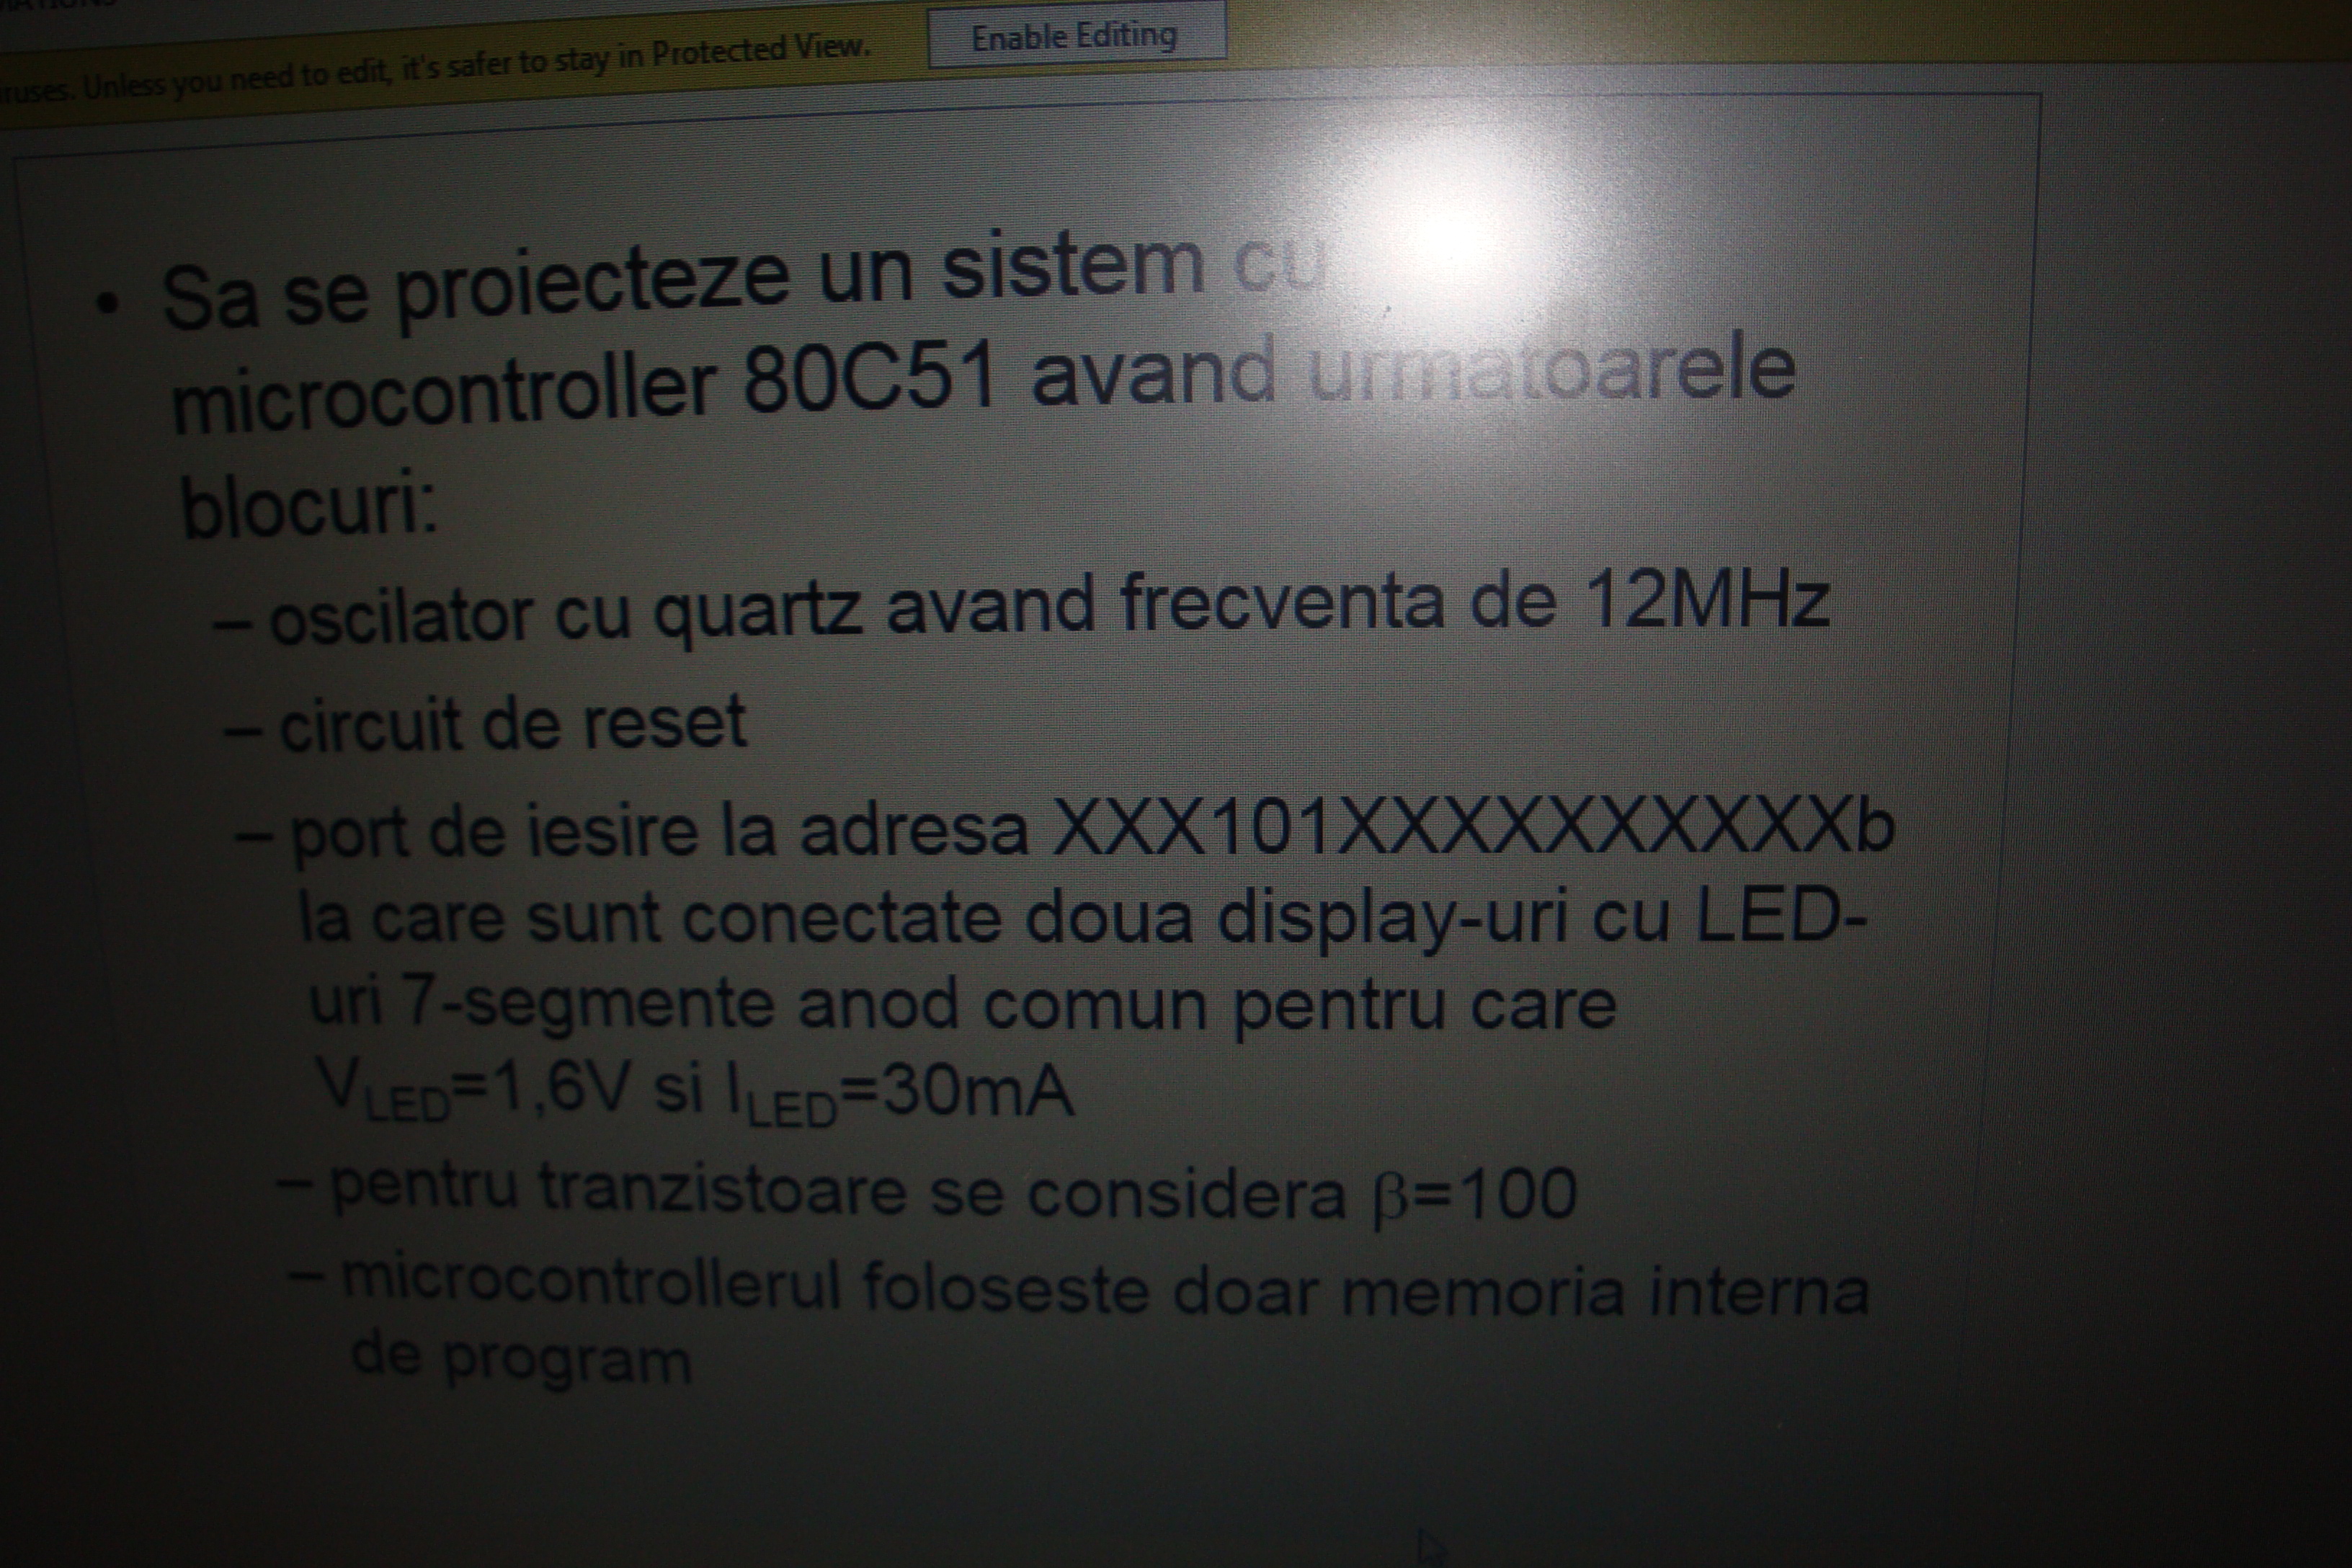 ruses. Unless you need to edit, it's safer to stay in Protected View.
Enable Editing
• Sa se proiecteze un sistem cu
microcontroller 80C51 avand urmatoarele
blocuri:
– oscilator cu quartz avand frecventa de 12MHz
– circuit de reset
– port de iesire la adresa XXX101XXXXXXXXXXb
la care sunt conectate doua display-uri cu LED-
uri 7-segmente anod comun pentru care
VLED=1,6V si ILED=30mA
– pentru tranzistoare se considera β=100
– microcontrollerul foloseste doar memoria interna
de program